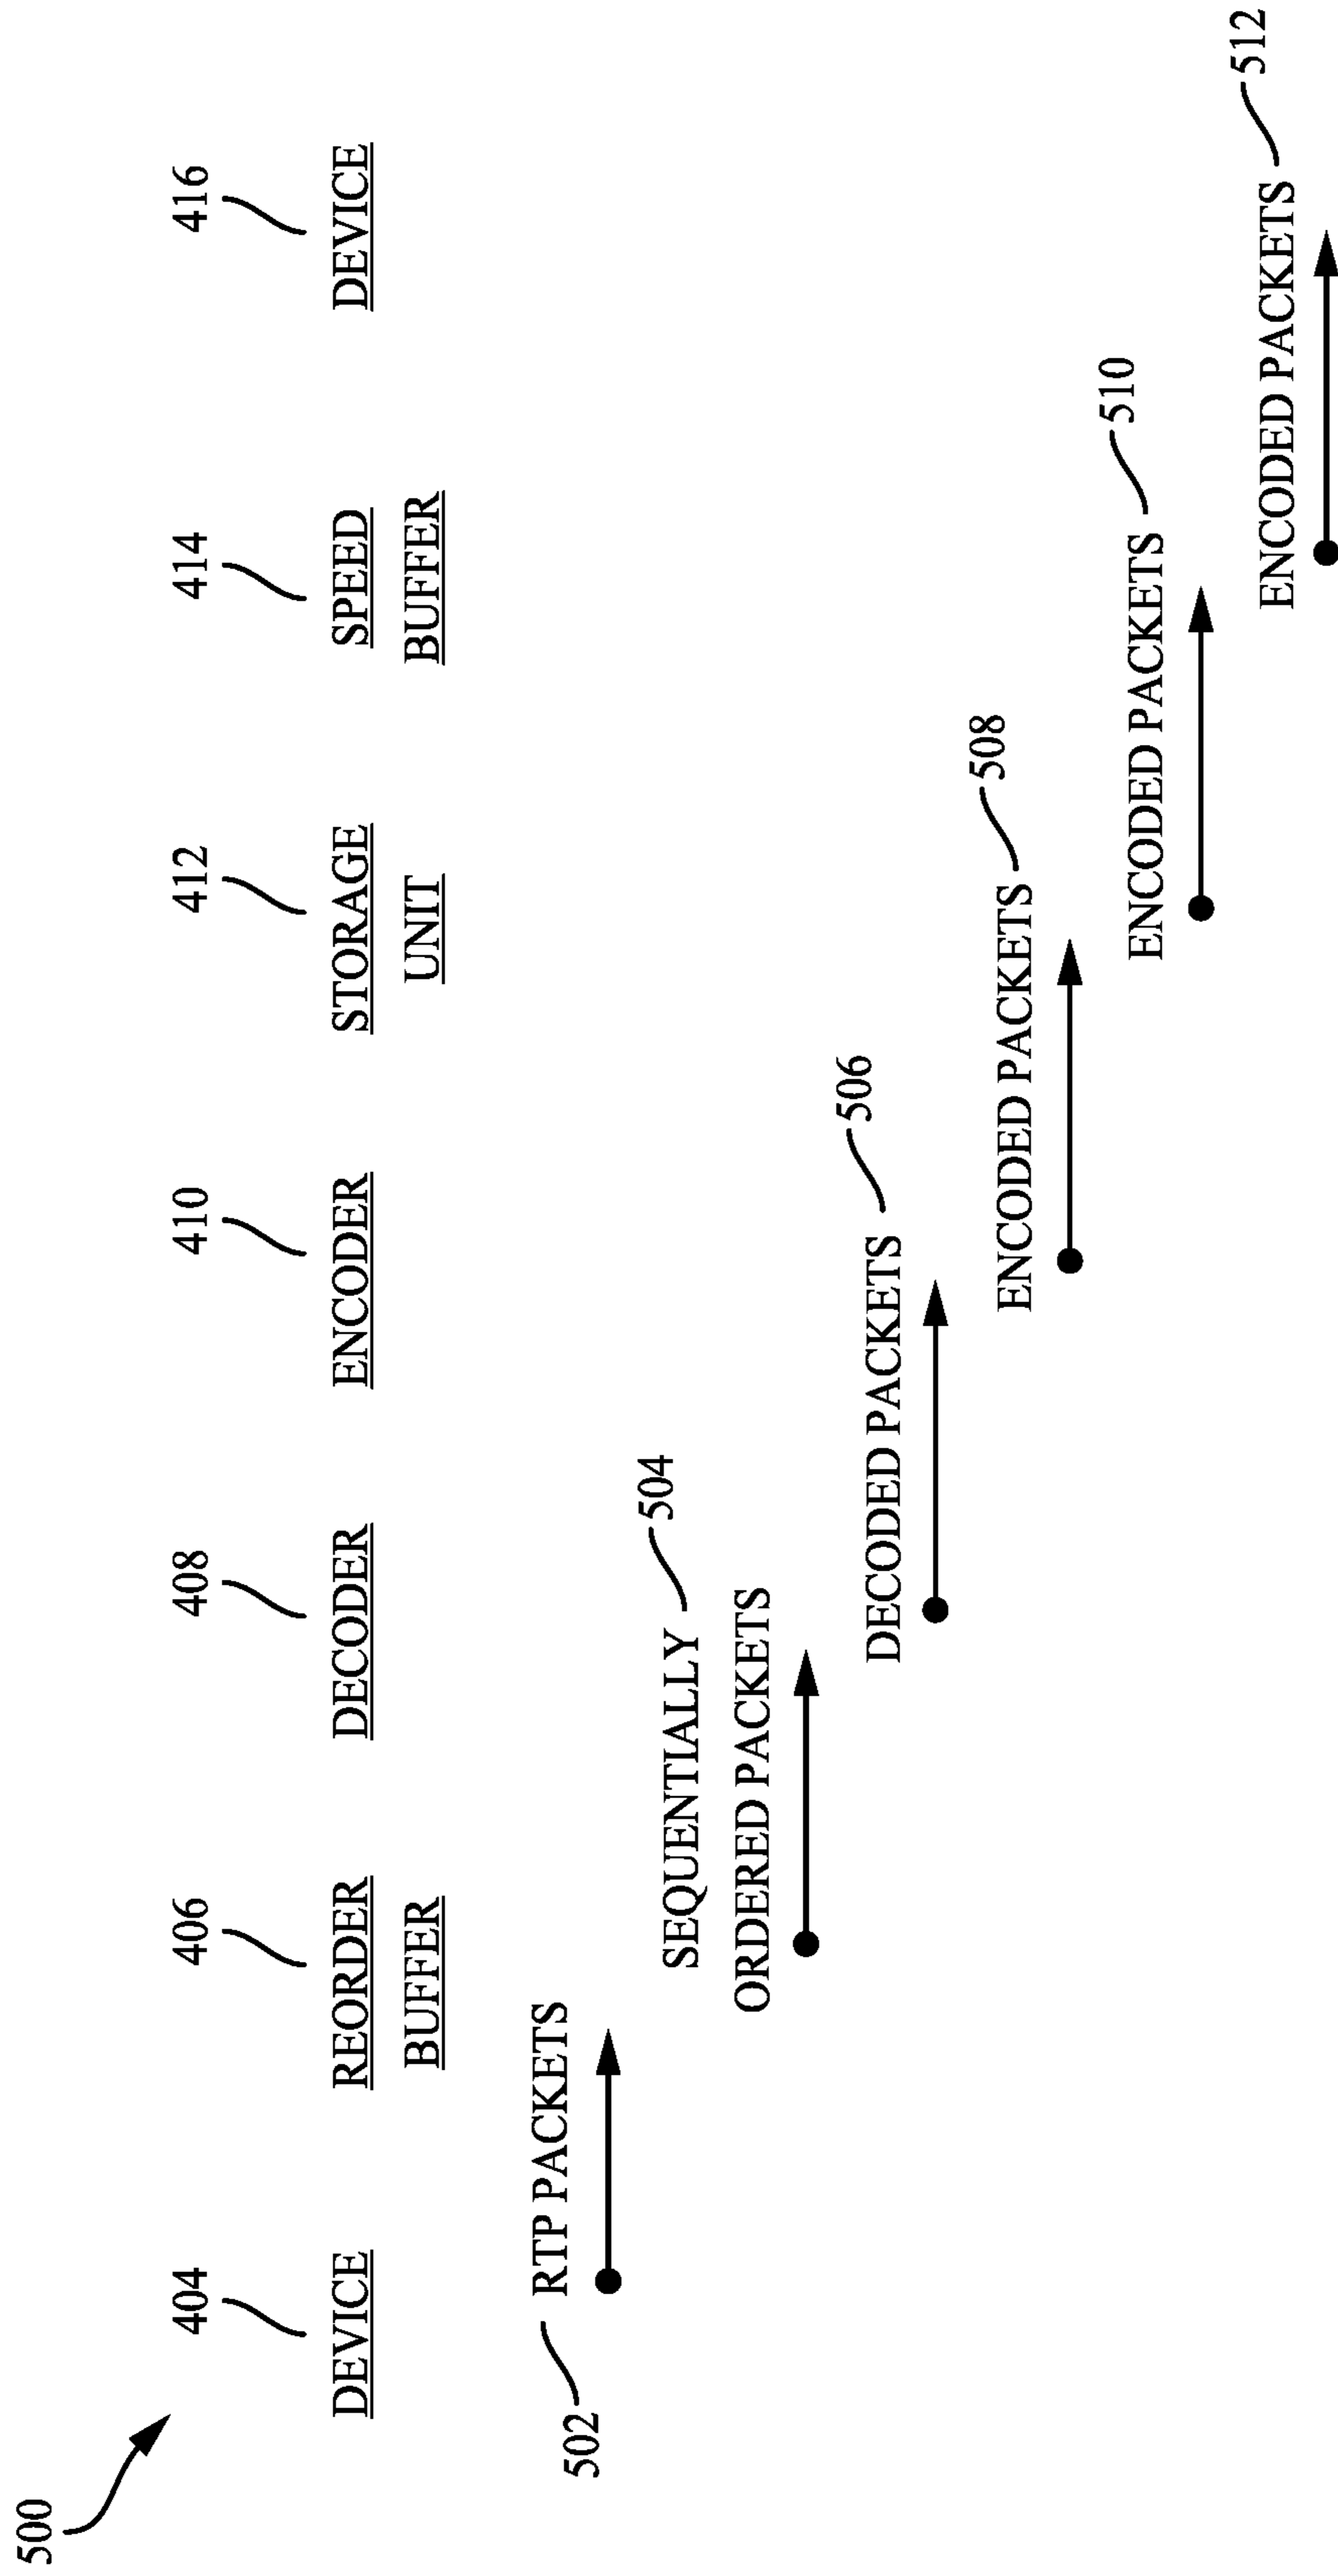 500
404
406
408
410
412
414
416
DEVICE
REORDER
BUFFER
DECODER
ENCODER
STORAGE
UNIT
SPEED
BUFFER
DEVICE
502
RTP PACKETS
SEQUENTIALLY
ORDERED PACKETS
504
DECODED PACKETS
506
ENCODED PACKETS
508
ENCODED PACKETS
510
ENCODED PACKETS
512